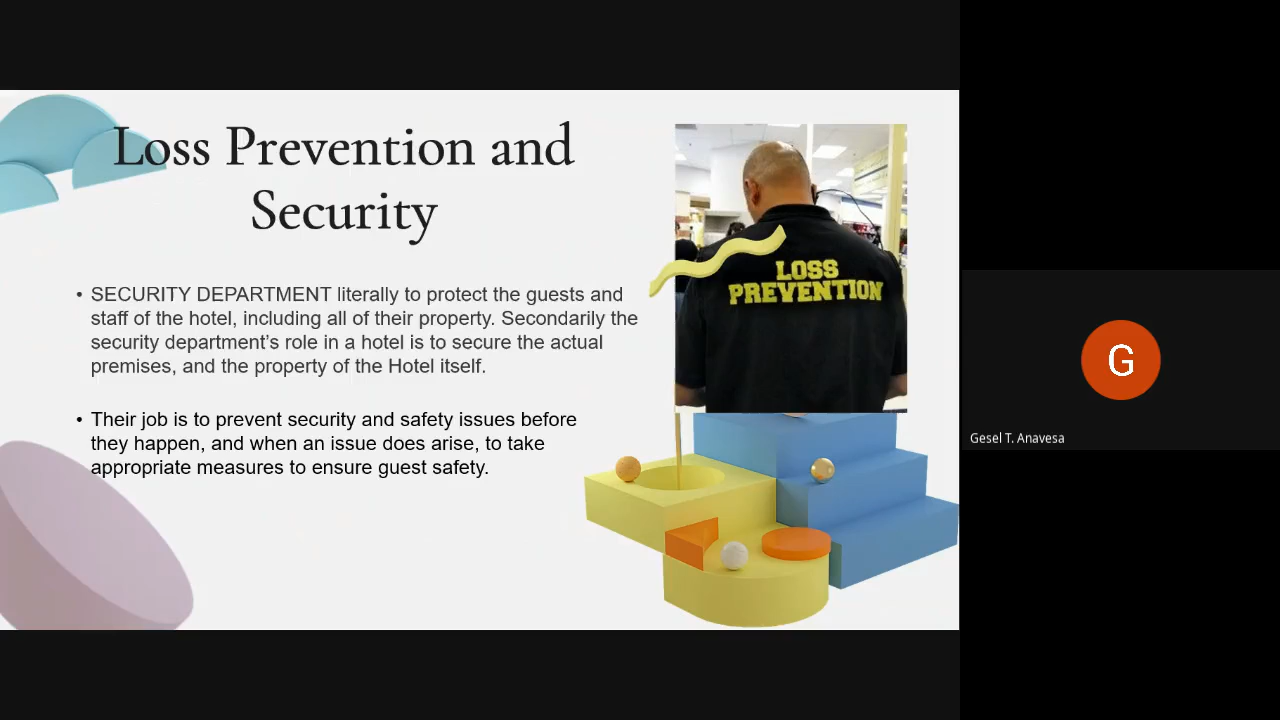 Loss Prevention and
Security
• SECURITY DEPARTMENT literally to protect the guests and
staff of the hotel, including all of their property. Secondarily the
security department’s role in a hotel is to secure the actual
premises, and the property of the Hotel itself.
• Their job is to prevent security and safety issues before
they happen, and when an issue does arise, to take
appropriate measures to ensure guest safety.
LOSS
PREVENTION
G
Gesel T. Anavesa